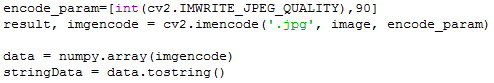 encode_param=[int(cv2.IMWRITE_JPEG_QUALITY),90]
result, imgencode = cv2.imencode('.jpg', image, encode_param)
data = numpy.array(imgencode)
stringData = data.tostring()